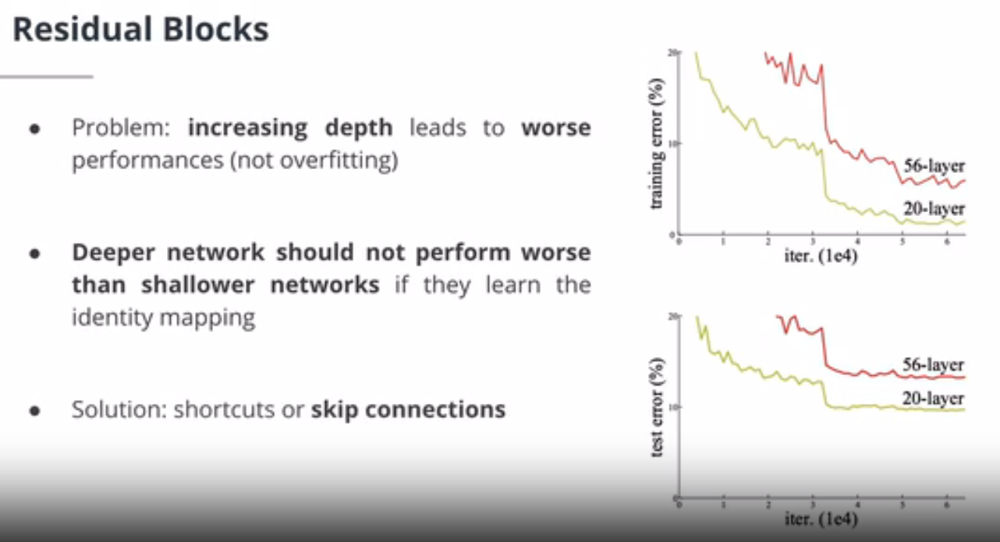 Residual Blocks
● Problem: increasing depth leads to worse
performances (not overfitting)
● Deeper network should not perform worse
than shallower networks if they learn the
identity mapping
● Solution: shortcuts or skip connections
20
10
0
training error (%)
56-layer
20-layer
0 1 2 3 4 5 6
iter. (1e4)
20
10
0
test error (%)
56-layer
20-layer
0 1 2 3 4 5 6
iter. (1e4)